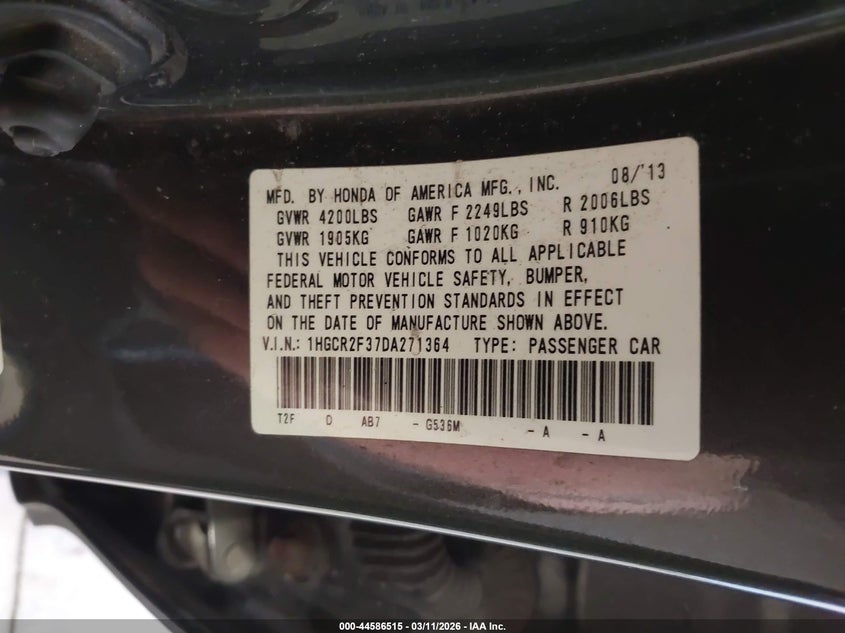 MFD. BY HONDA OF AMERICA MFG., INC. 08/'13
GVWR 4200LBS GAWR F 2249LBS R 2006LBS
GVWR 1905KG GAWR F 1020KG R 910KG
THIS VEHICLE CONFORMS TO ALL APPLICABLE
FEDERAL MOTOR VEHICLE SAFETY, BUMPER,
AND THEFT PREVENTION STANDARDS IN EFFECT
ON THE DATE OF MANUFACTURE SHOWN ABOVE.
V.I.N.: 1HGCR2F37DA271364 TYPE: PASSENGER CAR
T2F 0 AB7 - G536M - A - A
000-44586515 - 03/11/2026 - IAA Inc.